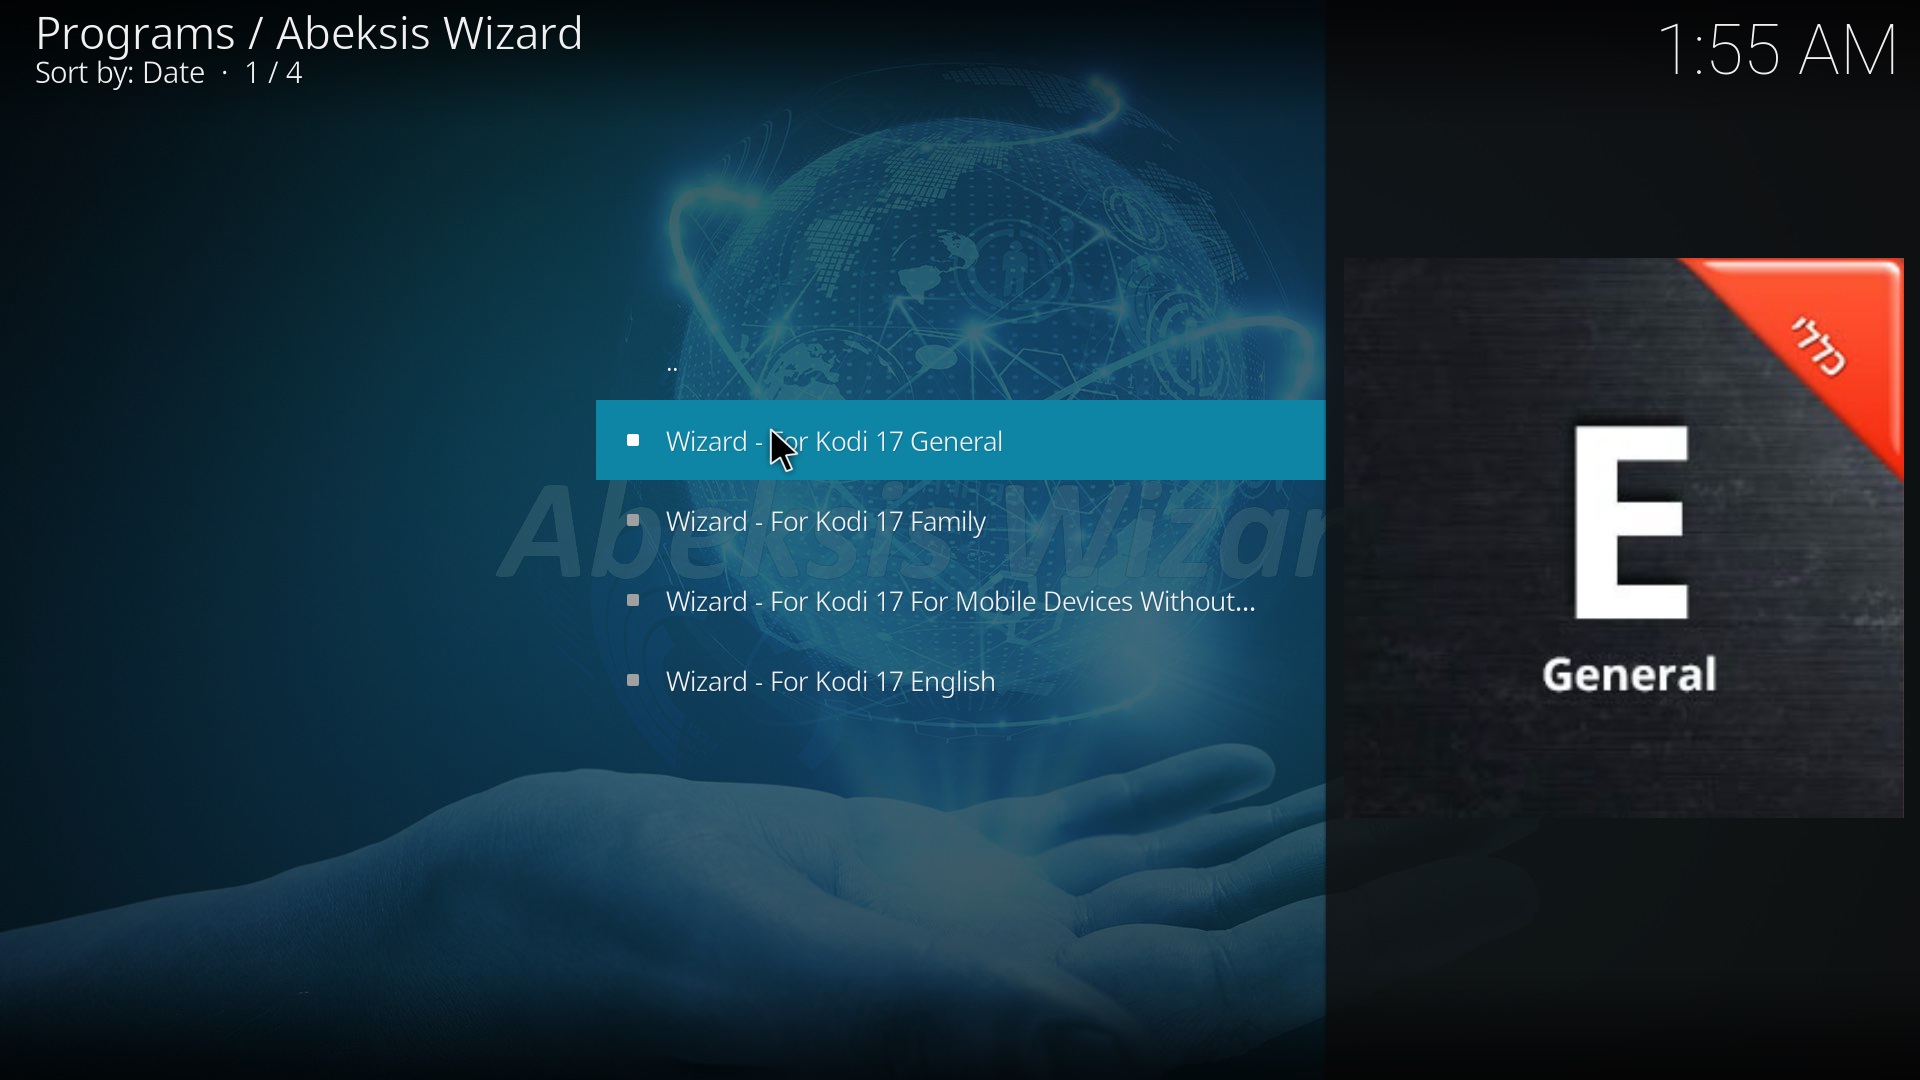 Programs / Abeksis Wizard
Sort by: Date · 1 / 4
1:55 AM
..
Wizard - For Kodi 17 General
Wizard - For Kodi 17 Family
Wizard - For Kodi 17 For Mobile Devices Without...
Wizard - For Kodi 17 English
Abeksis Wizar
כללי
E
General